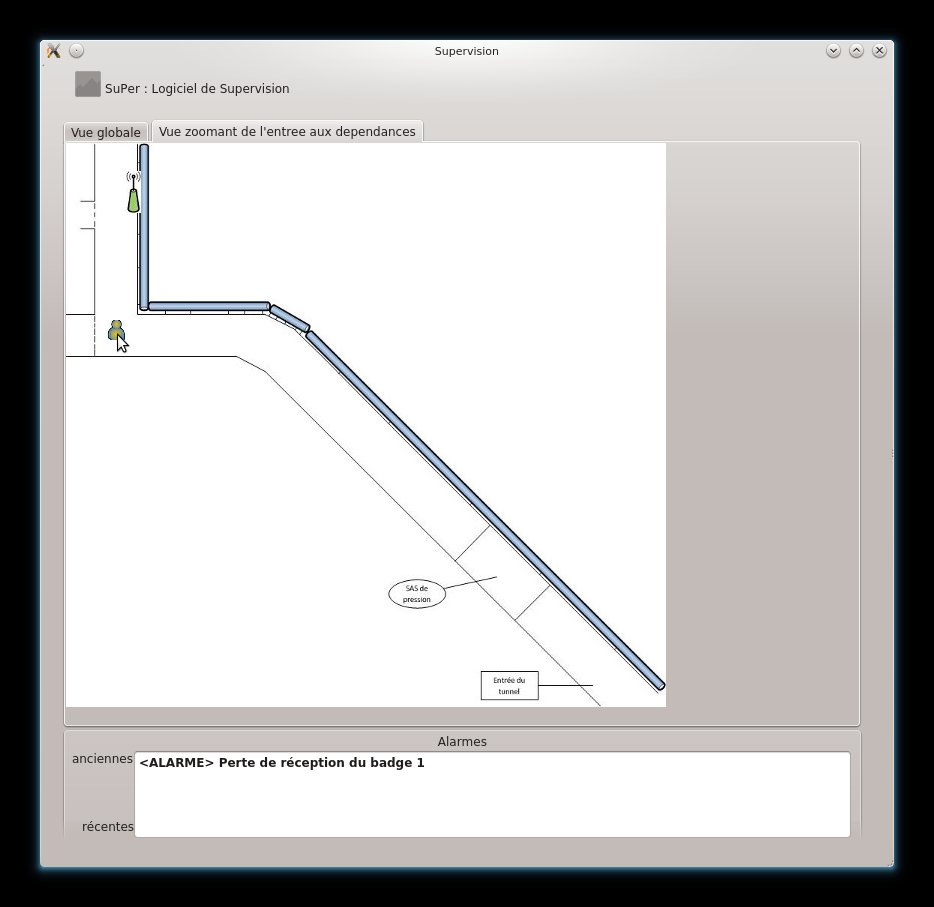 Supervision
SuPer : Logiciel de Supervision
Vue globale
Vue zoomant de l'entree aux dependances
SAS de
pression
Entrée du
tunnel
Alarmes
anciennes
<ALARME> Perte de réception du badge 1
récentes